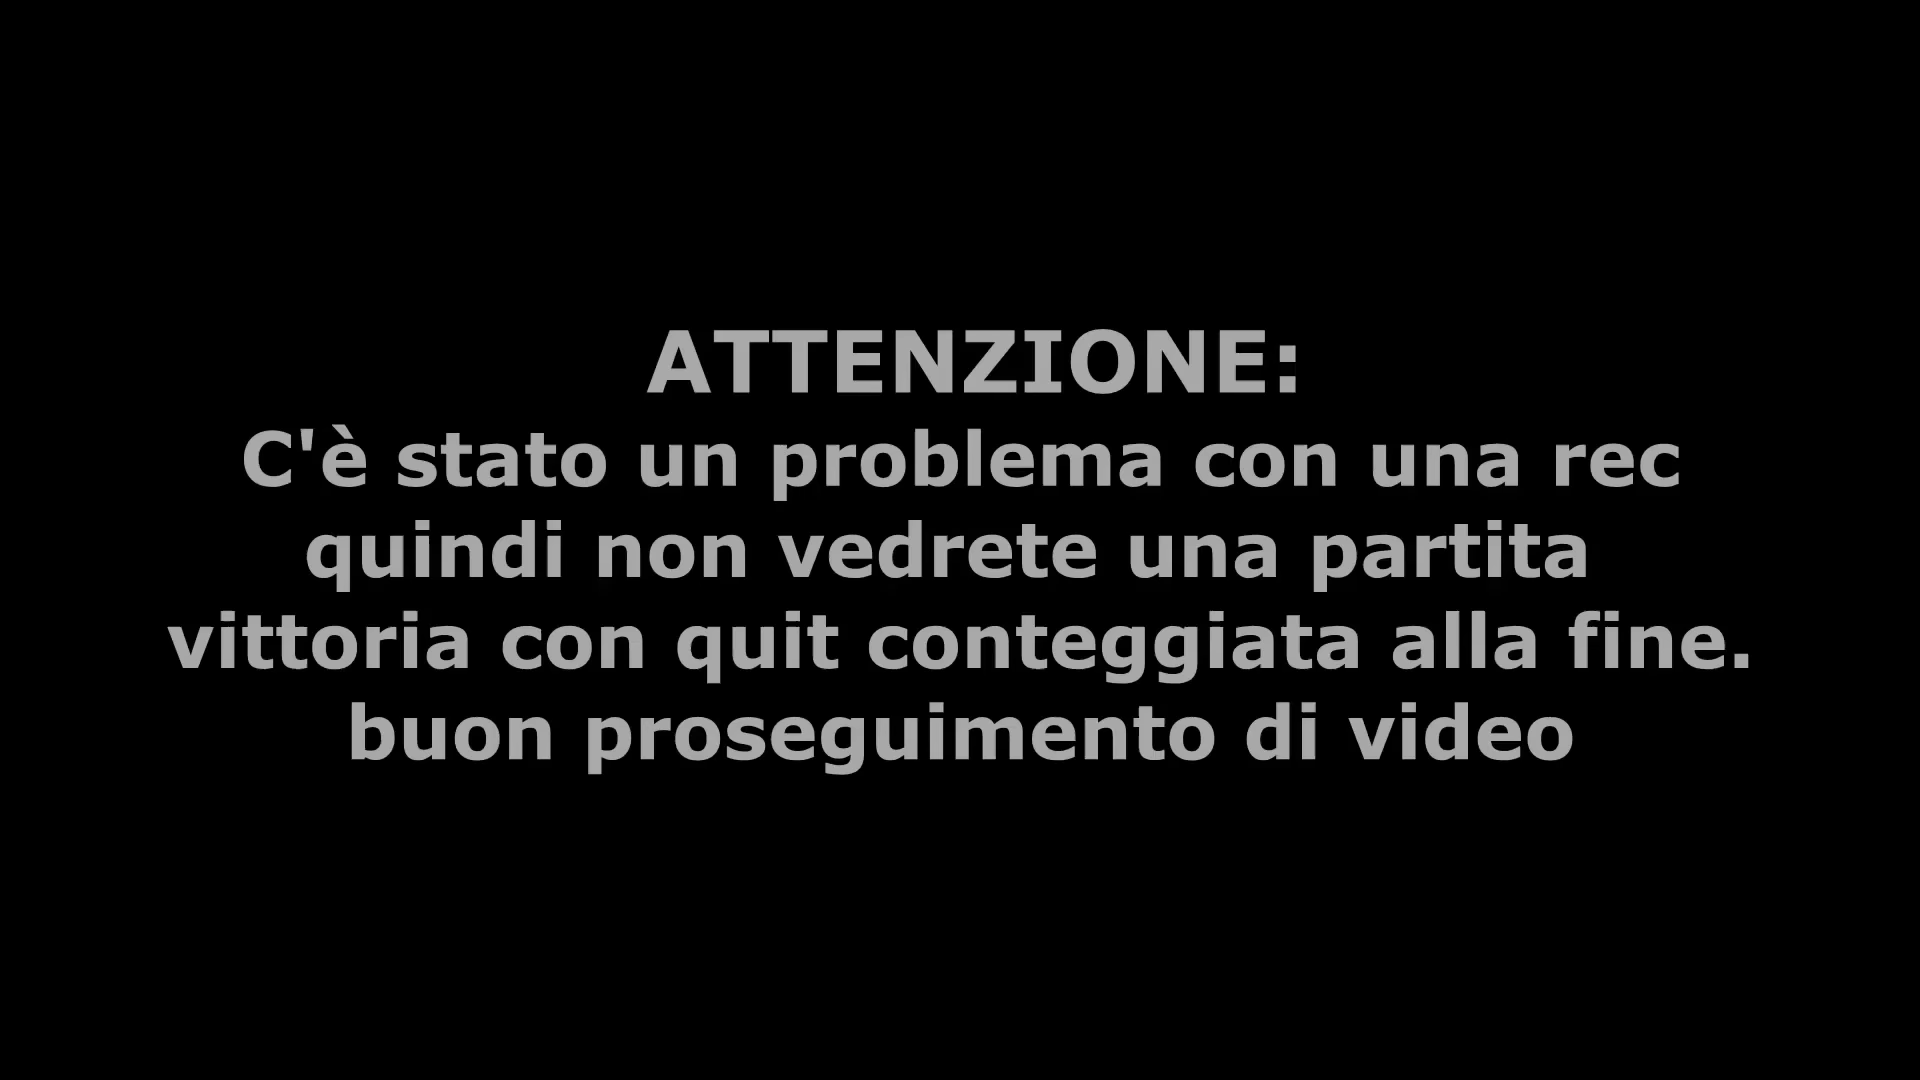 ATTENZIONE:
C'è stato un problema con una rec
quindi non vedrete una partita
vittoria con quit conteggiata alla fine.
buon proseguimento di video